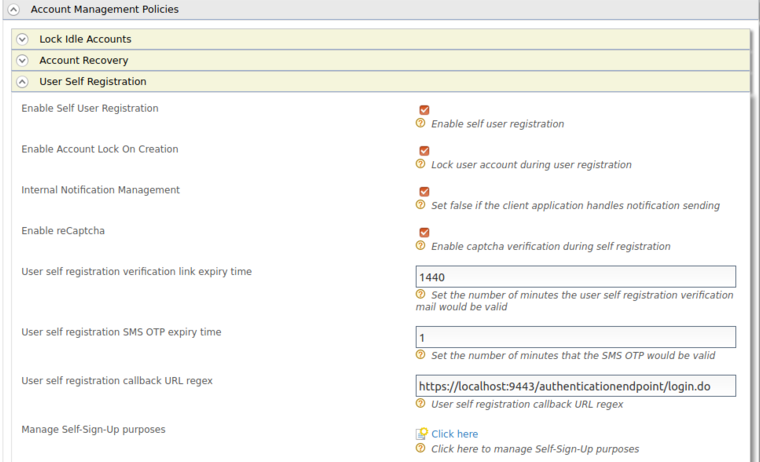 Account Management Policies
Lock Idle Accounts
Account Recovery
User Self Registration
Enable Self User Registration
Enable self user registration
Enable Account Lock On Creation
Lock user account during user registration
Internal Notification Management
Set false if the client application handles notification sending
Enable reCaptcha
Enable captcha verification during self registration
User self registration verification link expiry time
1440
Set the number of minutes the user self registration verification
mail would be valid
User self registration SMS OTP expiry time
1
Set the number of minutes that the SMS OTP would be valid
User self registration callback URL regex
https://localhost:9443/authenticationendpoint/login.do
User self registration callback URL regex
Manage Self-Sign-Up purposes
Click here
Click here to manage Self-Sign-Up purposes